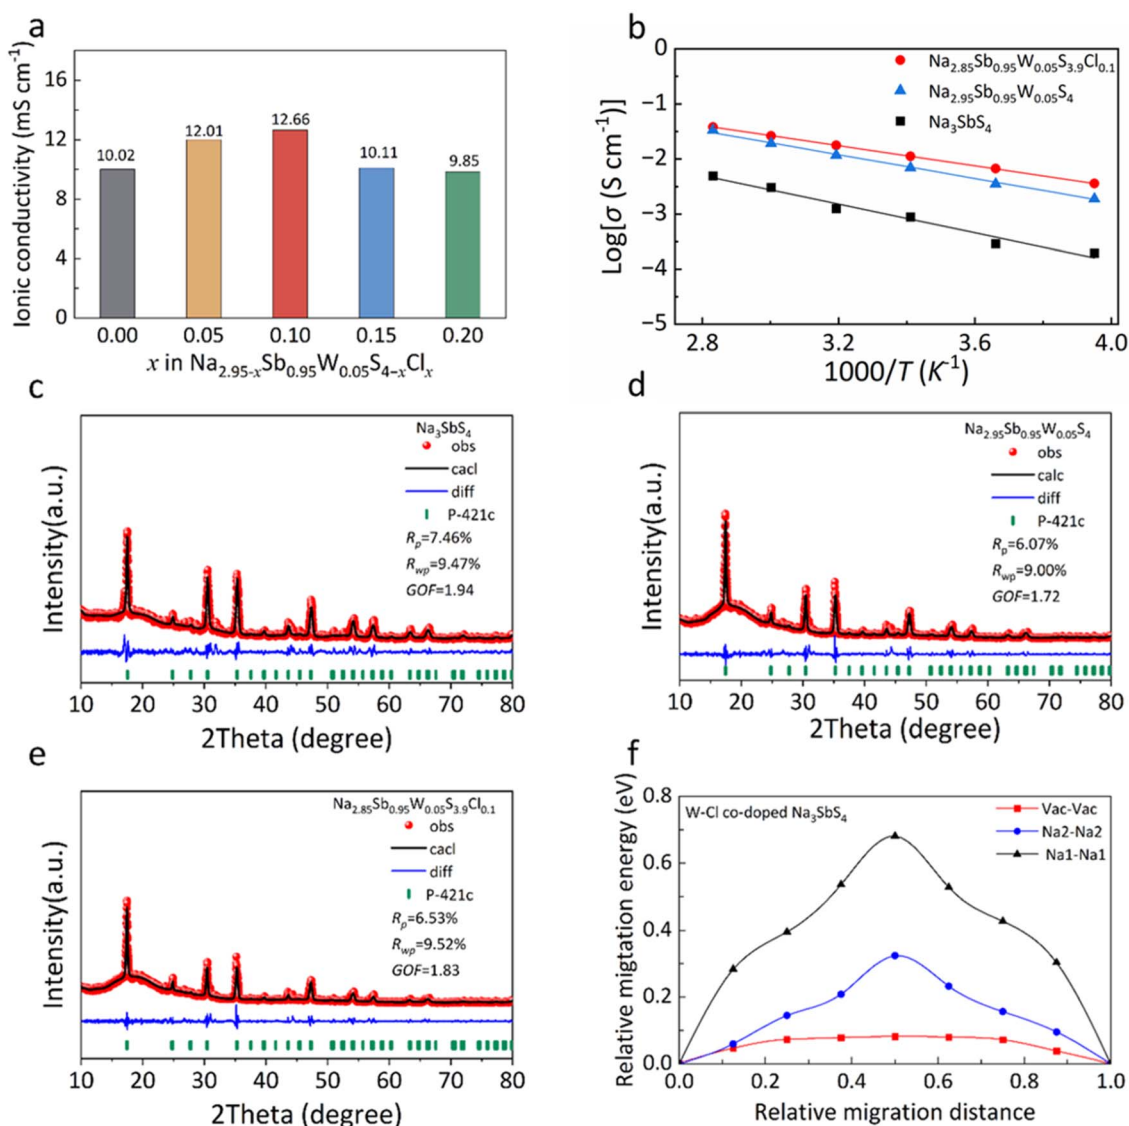 a
Ionic conductivity (mS cm⁻¹)
16
12
8
4
0
10.02
12.01
12.66
10.11
9.85
0.00 0.05 0.10 0.15 0.20
x in Na₂.₉₅₋ₓSb₀.₉₅W₀.₀₅S₄₋ₓClₓ
b
Log[σ (S cm⁻¹)]
0
−1
−2
−3
−4
−5
Na₂.₈₅Sb₀.₉₅W₀.₀₅S₃.₉Cl₀.₁
Na₂.₉₅Sb₀.₉₅W₀.₀₅S₄
Na₃SbS₄
2.8 3.2 3.6 4.0
1000/T (K⁻¹)
c
Intensity(a.u.)
Na₃SbS₄
obs
cacl
diff
P-421c
Rₚ=7.46%
R_wp=9.47%
GOF=1.94
10 20 30 40 50 60 70 80
2Theta (degree)
d
Intensity(a.u.)
Na₂.₉₅Sb₀.₉₅W₀.₀₅S₄
obs
calc
diff
P-421c
Rₚ=6.07%
R_wp=9.00%
GOF=1.72
10 20 30 40 50 60 70 80
2Theta (degree)
e
Intensity(a.u.)
Na₂.₈₅Sb₀.₉₅W₀.₀₅S₃.₉Cl₀.₁
obs
cacl
diff
P-421c
Rₚ=6.53%
R_wp=9.52%
GOF=1.83
10 20 30 40 50 60 70 80
2Theta (degree)
f
Relative migtation energy (eV)
0.8
0.6
0.4
0.2
0.0
W-Cl co-doped Na₃SbS₄
Vac-Vac
Na2-Na2
Na1-Na1
0.0 0.2 0.4 0.6 0.8 1.0
Relative migration distance